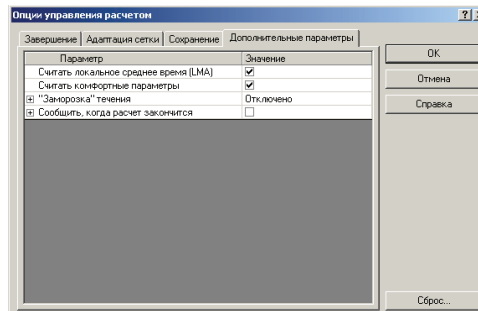 Опции управления расчетом
Завершение Адаптация сетки Сохранение Дополнительные параметры
Параметр Значение
Считать локальное среднее время (LMA)
Считать комфортные параметры
"Заморозка" течения Отключено
Сообщить, когда расчет закончится
OK
Отмена
Справка
Сброс...